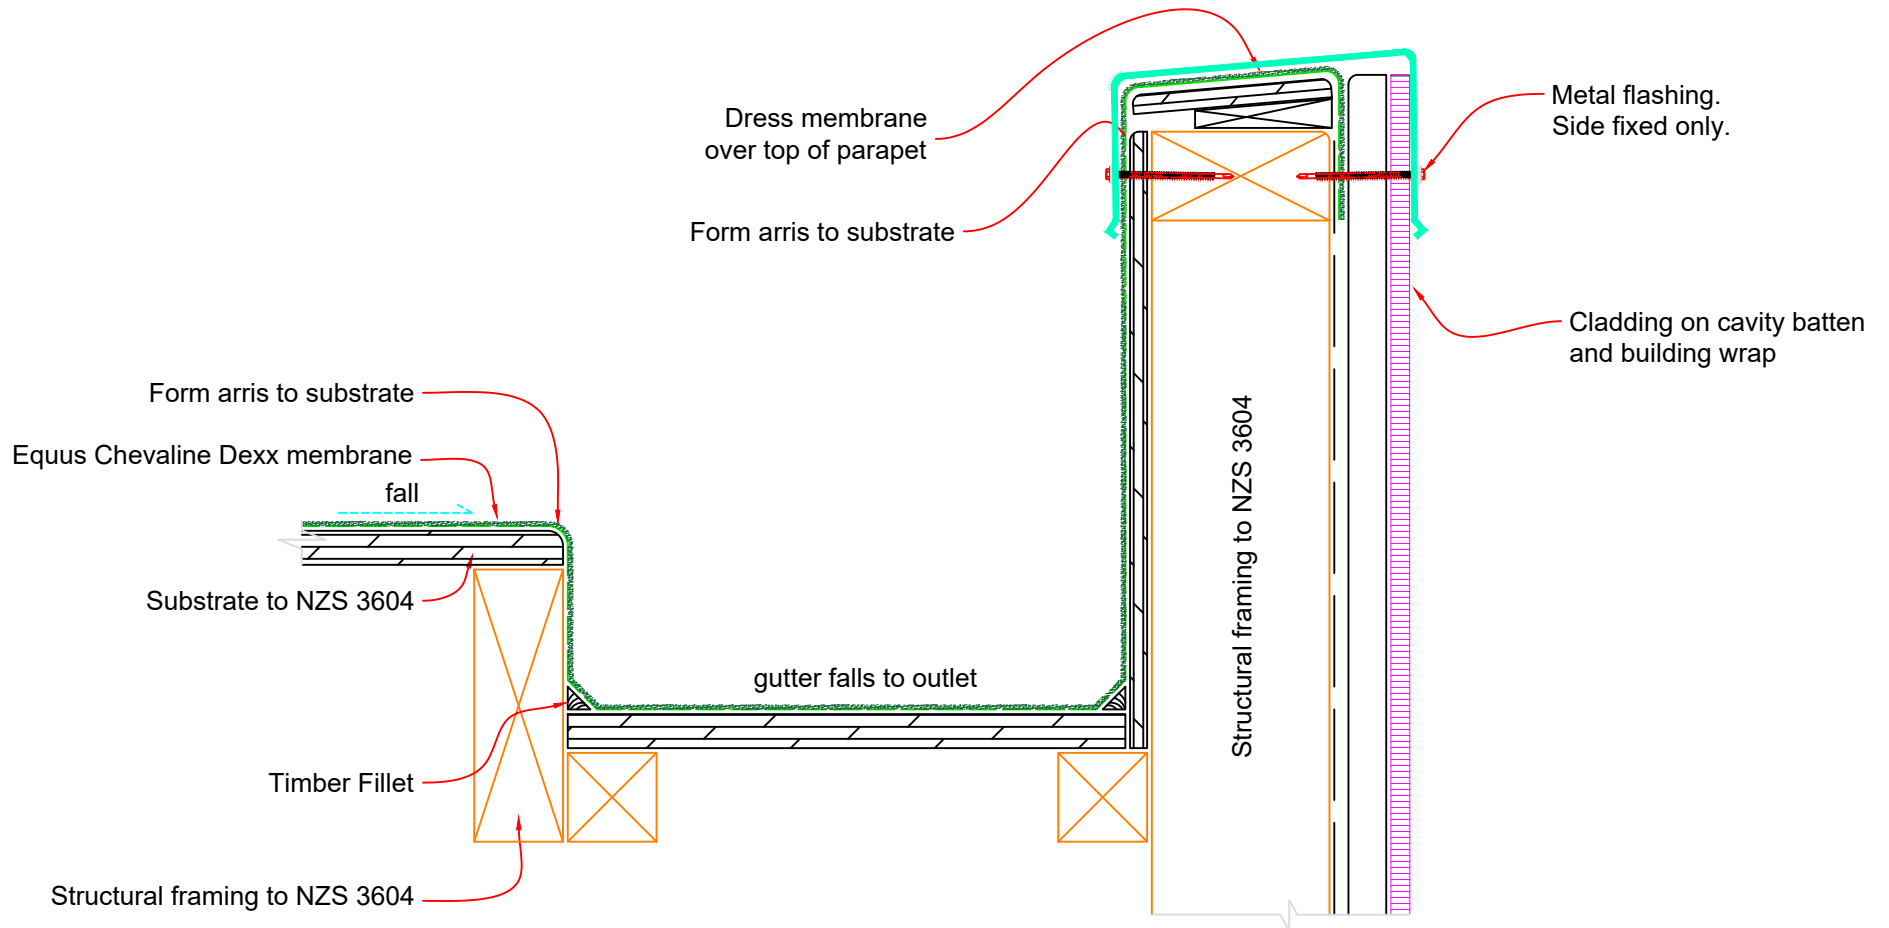 Dress membrane
over top of parapet
Metal flashing.
Side fixed only.
Form arris to substrate
Cladding on cavity batten
and building wrap
Form arris to substrate
Equus Chevaline Dexx membrane
fall
Structural framing to NZS 3604
Substrate to NZS 3604
gutter falls to outlet
Timber Fillet
Structural framing to NZS 3604